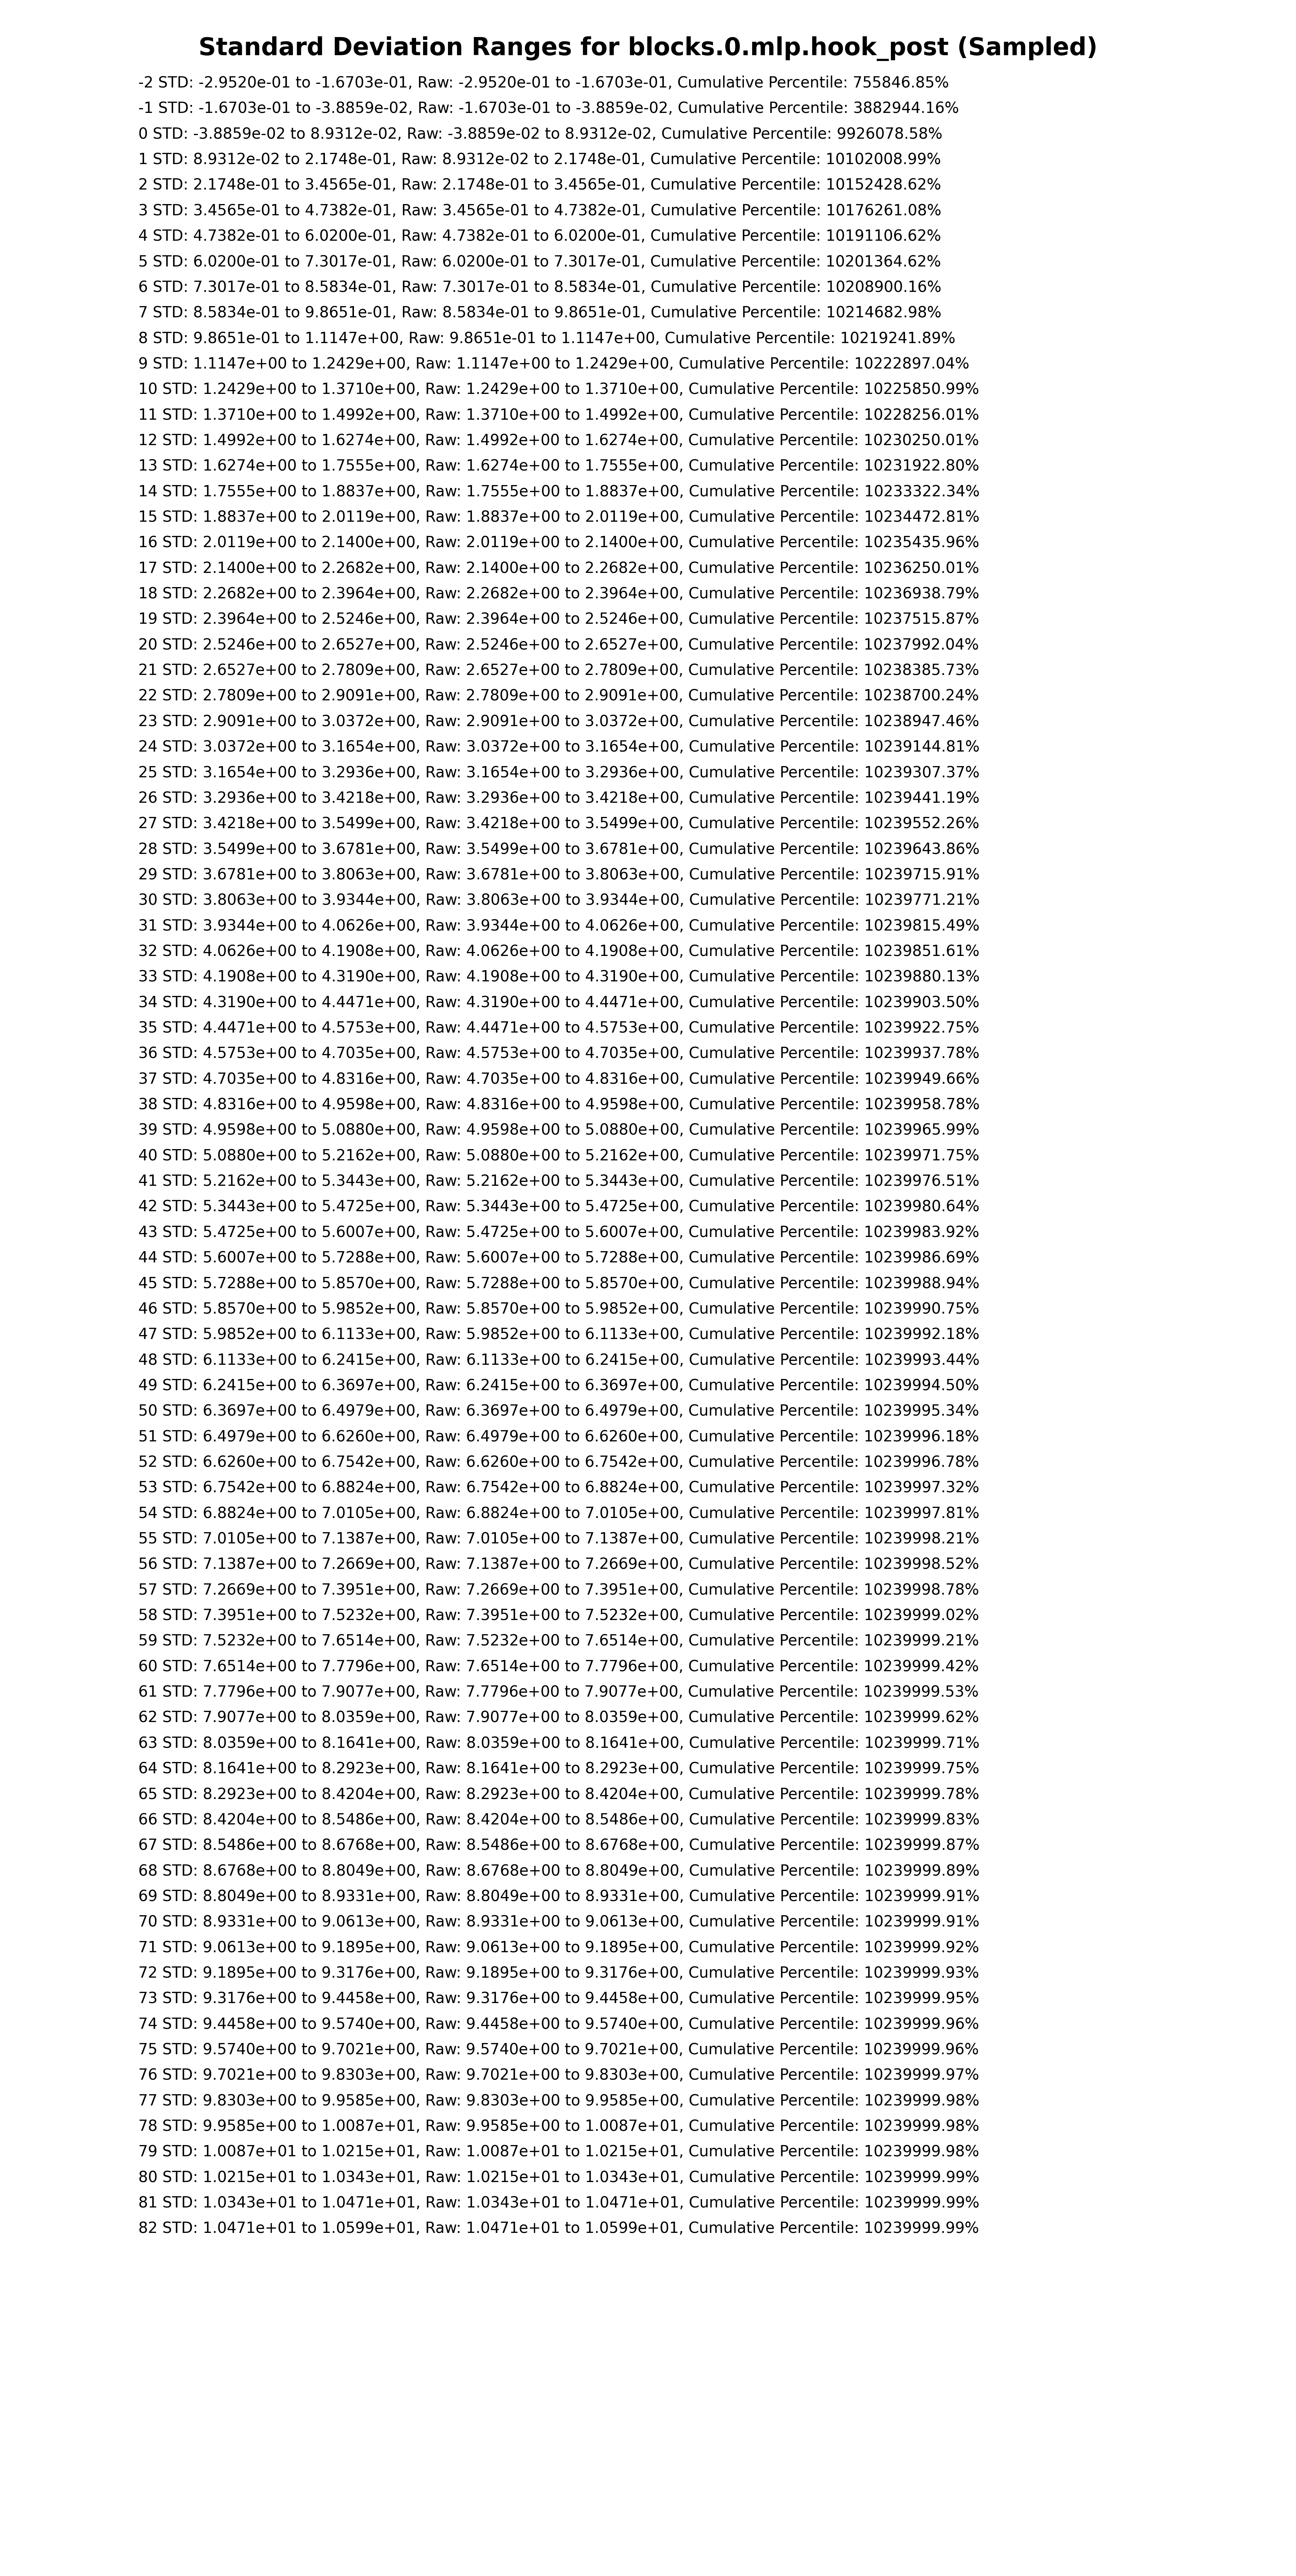 Standard Deviation Ranges for blocks.0.mlp.hook_post (Sampled)
-2 STD: -2.9520e-01 to -1.6703e-01, Raw: -2.9520e-01 to -1.6703e-01, Cumulative Percentile: 755846.85%
-1 STD: -1.6703e-01 to -3.8859e-02, Raw: -1.6703e-01 to -3.8859e-02, Cumulative Percentile: 3882944.16%
0 STD: -3.8859e-02 to 8.9312e-02, Raw: -3.8859e-02 to 8.9312e-02, Cumulative Percentile: 9926078.58%
1 STD: 8.9312e-02 to 2.1748e-01, Raw: 8.9312e-02 to 2.1748e-01, Cumulative Percentile: 10102008.99%
2 STD: 2.1748e-01 to 3.4565e-01, Raw: 2.1748e-01 to 3.4565e-01, Cumulative Percentile: 10152428.62%
3 STD: 3.4565e-01 to 4.7382e-01, Raw: 3.4565e-01 to 4.7382e-01, Cumulative Percentile: 10176261.08%
4 STD: 4.7382e-01 to 6.0200e-01, Raw: 4.7382e-01 to 6.0200e-01, Cumulative Percentile: 10191106.62%
5 STD: 6.0200e-01 to 7.3017e-01, Raw: 6.0200e-01 to 7.3017e-01, Cumulative Percentile: 10201364.62%
6 STD: 7.3017e-01 to 8.5834e-01, Raw: 7.3017e-01 to 8.5834e-01, Cumulative Percentile: 10208900.16%
7 STD: 8.5834e-01 to 9.8651e-01, Raw: 8.5834e-01 to 9.8651e-01, Cumulative Percentile: 10214682.98%
8 STD: 9.8651e-01 to 1.1147e+00, Raw: 9.8651e-01 to 1.1147e+00, Cumulative Percentile: 10219241.89%
9 STD: 1.1147e+00 to 1.2429e+00, Raw: 1.1147e+00 to 1.2429e+00, Cumulative Percentile: 10222897.04%
10 STD: 1.2429e+00 to 1.3710e+00, Raw: 1.2429e+00 to 1.3710e+00, Cumulative Percentile: 10225850.99%
11 STD: 1.3710e+00 to 1.4992e+00, Raw: 1.3710e+00 to 1.4992e+00, Cumulative Percentile: 10228256.01%
12 STD: 1.4992e+00 to 1.6274e+00, Raw: 1.4992e+00 to 1.6274e+00, Cumulative Percentile: 10230250.01%
13 STD: 1.6274e+00 to 1.7555e+00, Raw: 1.6274e+00 to 1.7555e+00, Cumulative Percentile: 10231922.80%
14 STD: 1.7555e+00 to 1.8837e+00, Raw: 1.7555e+00 to 1.8837e+00, Cumulative Percentile: 10233322.34%
15 STD: 1.8837e+00 to 2.0119e+00, Raw: 1.8837e+00 to 2.0119e+00, Cumulative Percentile: 10234472.81%
16 STD: 2.0119e+00 to 2.1400e+00, Raw: 2.0119e+00 to 2.1400e+00, Cumulative Percentile: 10235435.96%
17 STD: 2.1400e+00 to 2.2682e+00, Raw: 2.1400e+00 to 2.2682e+00, Cumulative Percentile: 10236250.01%
18 STD: 2.2682e+00 to 2.3964e+00, Raw: 2.2682e+00 to 2.3964e+00, Cumulative Percentile: 10236938.79%
19 STD: 2.3964e+00 to 2.5246e+00, Raw: 2.3964e+00 to 2.5246e+00, Cumulative Percentile: 10237515.87%
20 STD: 2.5246e+00 to 2.6527e+00, Raw: 2.5246e+00 to 2.6527e+00, Cumulative Percentile: 10237992.04%
21 STD: 2.6527e+00 to 2.7809e+00, Raw: 2.6527e+00 to 2.7809e+00, Cumulative Percentile: 10238385.73%
22 STD: 2.7809e+00 to 2.9091e+00, Raw: 2.7809e+00 to 2.9091e+00, Cumulative Percentile: 10238700.24%
23 STD: 2.9091e+00 to 3.0372e+00, Raw: 2.9091e+00 to 3.0372e+00, Cumulative Percentile: 10238947.46%
24 STD: 3.0372e+00 to 3.1654e+00, Raw: 3.0372e+00 to 3.1654e+00, Cumulative Percentile: 10239144.81%
25 STD: 3.1654e+00 to 3.2936e+00, Raw: 3.1654e+00 to 3.2936e+00, Cumulative Percentile: 10239307.37%
26 STD: 3.2936e+00 to 3.4218e+00, Raw: 3.2936e+00 to 3.4218e+00, Cumulative Percentile: 10239441.19%
27 STD: 3.4218e+00 to 3.5499e+00, Raw: 3.4218e+00 to 3.5499e+00, Cumulative Percentile: 10239552.26%
28 STD: 3.5499e+00 to 3.6781e+00, Raw: 3.5499e+00 to 3.6781e+00, Cumulative Percentile: 10239643.86%
29 STD: 3.6781e+00 to 3.8063e+00, Raw: 3.6781e+00 to 3.8063e+00, Cumulative Percentile: 10239715.91%
30 STD: 3.8063e+00 to 3.9344e+00, Raw: 3.8063e+00 to 3.9344e+00, Cumulative Percentile: 10239771.21%
31 STD: 3.9344e+00 to 4.0626e+00, Raw: 3.9344e+00 to 4.0626e+00, Cumulative Percentile: 10239815.49%
32 STD: 4.0626e+00 to 4.1908e+00, Raw: 4.0626e+00 to 4.1908e+00, Cumulative Percentile: 10239851.61%
33 STD: 4.1908e+00 to 4.3190e+00, Raw: 4.1908e+00 to 4.3190e+00, Cumulative Percentile: 10239880.13%
34 STD: 4.3190e+00 to 4.4471e+00, Raw: 4.3190e+00 to 4.4471e+00, Cumulative Percentile: 10239903.50%
35 STD: 4.4471e+00 to 4.5753e+00, Raw: 4.4471e+00 to 4.5753e+00, Cumulative Percentile: 10239922.75%
36 STD: 4.5753e+00 to 4.7035e+00, Raw: 4.5753e+00 to 4.7035e+00, Cumulative Percentile: 10239937.78%
37 STD: 4.7035e+00 to 4.8316e+00, Raw: 4.7035e+00 to 4.8316e+00, Cumulative Percentile: 10239949.66%
38 STD: 4.8316e+00 to 4.9598e+00, Raw: 4.8316e+00 to 4.9598e+00, Cumulative Percentile: 10239958.78%
39 STD: 4.9598e+00 to 5.0880e+00, Raw: 4.9598e+00 to 5.0880e+00, Cumulative Percentile: 10239965.99%
40 STD: 5.0880e+00 to 5.2162e+00, Raw: 5.0880e+00 to 5.2162e+00, Cumulative Percentile: 10239971.75%
41 STD: 5.2162e+00 to 5.3443e+00, Raw: 5.2162e+00 to 5.3443e+00, Cumulative Percentile: 10239976.51%
42 STD: 5.3443e+00 to 5.4725e+00, Raw: 5.3443e+00 to 5.4725e+00, Cumulative Percentile: 10239980.64%
43 STD: 5.4725e+00 to 5.6007e+00, Raw: 5.4725e+00 to 5.6007e+00, Cumulative Percentile: 10239983.92%
44 STD: 5.6007e+00 to 5.7288e+00, Raw: 5.6007e+00 to 5.7288e+00, Cumulative Percentile: 10239986.69%
45 STD: 5.7288e+00 to 5.8570e+00, Raw: 5.7288e+00 to 5.8570e+00, Cumulative Percentile: 10239988.94%
46 STD: 5.8570e+00 to 5.9852e+00, Raw: 5.8570e+00 to 5.9852e+00, Cumulative Percentile: 10239990.75%
47 STD: 5.9852e+00 to 6.1133e+00, Raw: 5.9852e+00 to 6.1133e+00, Cumulative Percentile: 10239992.18%
48 STD: 6.1133e+00 to 6.2415e+00, Raw: 6.1133e+00 to 6.2415e+00, Cumulative Percentile: 10239993.44%
49 STD: 6.2415e+00 to 6.3697e+00, Raw: 6.2415e+00 to 6.3697e+00, Cumulative Percentile: 10239994.50%
50 STD: 6.3697e+00 to 6.4979e+00, Raw: 6.3697e+00 to 6.4979e+00, Cumulative Percentile: 10239995.34%
51 STD: 6.4979e+00 to 6.6260e+00, Raw: 6.4979e+00 to 6.6260e+00, Cumulative Percentile: 10239996.18%
52 STD: 6.6260e+00 to 6.7542e+00, Raw: 6.6260e+00 to 6.7542e+00, Cumulative Percentile: 10239996.78%
53 STD: 6.7542e+00 to 6.8824e+00, Raw: 6.7542e+00 to 6.8824e+00, Cumulative Percentile: 10239997.32%
54 STD: 6.8824e+00 to 7.0105e+00, Raw: 6.8824e+00 to 7.0105e+00, Cumulative Percentile: 10239997.81%
55 STD: 7.0105e+00 to 7.1387e+00, Raw: 7.0105e+00 to 7.1387e+00, Cumulative Percentile: 10239998.21%
56 STD: 7.1387e+00 to 7.2669e+00, Raw: 7.1387e+00 to 7.2669e+00, Cumulative Percentile: 10239998.52%
57 STD: 7.2669e+00 to 7.3951e+00, Raw: 7.2669e+00 to 7.3951e+00, Cumulative Percentile: 10239998.78%
58 STD: 7.3951e+00 to 7.5232e+00, Raw: 7.3951e+00 to 7.5232e+00, Cumulative Percentile: 10239999.02%
59 STD: 7.5232e+00 to 7.6514e+00, Raw: 7.5232e+00 to 7.6514e+00, Cumulative Percentile: 10239999.21%
60 STD: 7.6514e+00 to 7.7796e+00, Raw: 7.6514e+00 to 7.7796e+00, Cumulative Percentile: 10239999.42%
61 STD: 7.7796e+00 to 7.9077e+00, Raw: 7.7796e+00 to 7.9077e+00, Cumulative Percentile: 10239999.53%
62 STD: 7.9077e+00 to 8.0359e+00, Raw: 7.9077e+00 to 8.0359e+00, Cumulative Percentile: 10239999.62%
63 STD: 8.0359e+00 to 8.1641e+00, Raw: 8.0359e+00 to 8.1641e+00, Cumulative Percentile: 10239999.71%
64 STD: 8.1641e+00 to 8.2923e+00, Raw: 8.1641e+00 to 8.2923e+00, Cumulative Percentile: 10239999.75%
65 STD: 8.2923e+00 to 8.4204e+00, Raw: 8.2923e+00 to 8.4204e+00, Cumulative Percentile: 10239999.78%
66 STD: 8.4204e+00 to 8.5486e+00, Raw: 8.4204e+00 to 8.5486e+00, Cumulative Percentile: 10239999.83%
67 STD: 8.5486e+00 to 8.6768e+00, Raw: 8.5486e+00 to 8.6768e+00, Cumulative Percentile: 10239999.87%
68 STD: 8.6768e+00 to 8.8049e+00, Raw: 8.6768e+00 to 8.8049e+00, Cumulative Percentile: 10239999.89%
69 STD: 8.8049e+00 to 8.9331e+00, Raw: 8.8049e+00 to 8.9331e+00, Cumulative Percentile: 10239999.91%
70 STD: 8.9331e+00 to 9.0613e+00, Raw: 8.9331e+00 to 9.0613e+00, Cumulative Percentile: 10239999.91%
71 STD: 9.0613e+00 to 9.1895e+00, Raw: 9.0613e+00 to 9.1895e+00, Cumulative Percentile: 10239999.92%
72 STD: 9.1895e+00 to 9.3176e+00, Raw: 9.1895e+00 to 9.3176e+00, Cumulative Percentile: 10239999.93%
73 STD: 9.3176e+00 to 9.4458e+00, Raw: 9.3176e+00 to 9.4458e+00, Cumulative Percentile: 10239999.95%
74 STD: 9.4458e+00 to 9.5740e+00, Raw: 9.4458e+00 to 9.5740e+00, Cumulative Percentile: 10239999.96%
75 STD: 9.5740e+00 to 9.7021e+00, Raw: 9.5740e+00 to 9.7021e+00, Cumulative Percentile: 10239999.96%
76 STD: 9.7021e+00 to 9.8303e+00, Raw: 9.7021e+00 to 9.8303e+00, Cumulative Percentile: 10239999.97%
77 STD: 9.8303e+00 to 9.9585e+00, Raw: 9.8303e+00 to 9.9585e+00, Cumulative Percentile: 10239999.98%
78 STD: 9.9585e+00 to 1.0087e+01, Raw: 9.9585e+00 to 1.0087e+01, Cumulative Percentile: 10239999.98%
79 STD: 1.0087e+01 to 1.0215e+01, Raw: 1.0087e+01 to 1.0215e+01, Cumulative Percentile: 10239999.98%
80 STD: 1.0215e+01 to 1.0343e+01, Raw: 1.0215e+01 to 1.0343e+01, Cumulative Percentile: 10239999.99%
81 STD: 1.0343e+01 to 1.0471e+01, Raw: 1.0343e+01 to 1.0471e+01, Cumulative Percentile: 10239999.99%
82 STD: 1.0471e+01 to 1.0599e+01, Raw: 1.0471e+01 to 1.0599e+01, Cumulative Percentile: 10239999.99%